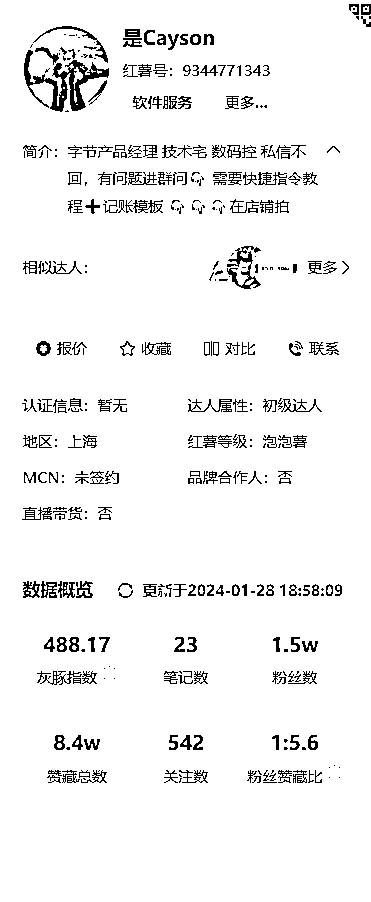 是Cayson
红薯号：9344771343
软件服务 更多...
简介：字节产品经理 技术宅 数码控 私信不
回，有问题进群问 需要快捷指令教
程➕记账模板 在店铺拍
相似达人： 更多
报价 收藏 对比 联系
认证信息：暂无 达人属性：初级达人
地区：上海 红薯等级：泡泡薯
MCN：未签约 品牌合作人：否
直播带货：否
数据概览 更新于2024-01-28 18:58:09
488.17 23 1.5w
灰豚指数 笔记数 粉丝数
8.4w 542 1:5.6
赞藏总数 关注数 粉丝赞藏比